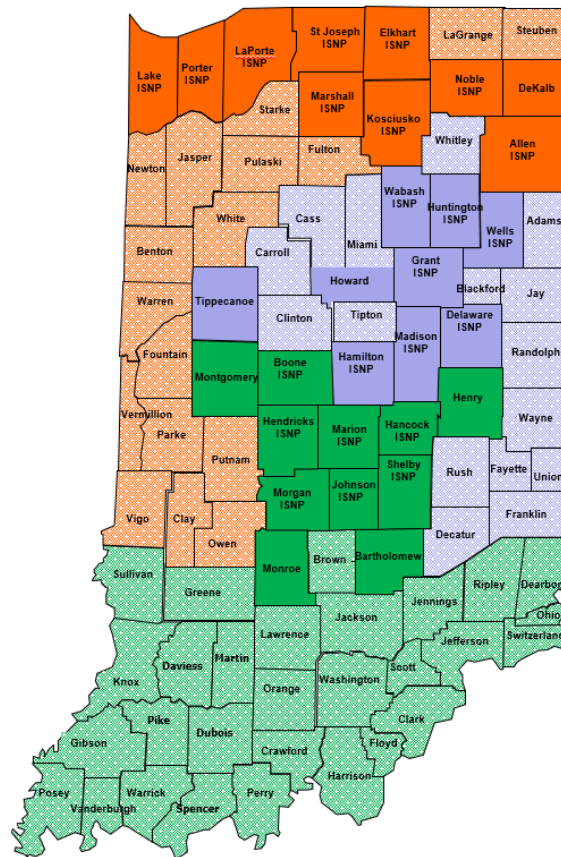 St Joseph
ISNP
Elkhart
ISNP
LaGrange
Steuben
LaPorte
ISNP
Lake
ISNP
Porter
ISNP
Noble
ISNP
DeKalb
Starke
Marshall
ISNP
Kosciusko
ISNP
Whitley
Allen
ISNP
Newton
Jasper
Pulaski
Fulton
Wabash
ISNP
Huntington
ISNP
White
Cass
Miami
Wells
ISNP
Adams
Benton
Carroll
Grant
ISNP
Howard
Blackford
Jay
Warren
Tippecanoe
Clinton
Tipton
Madison
ISNP
Delaware
ISNP
Randolph
Fountain
Montgomery
Boone
ISNP
Hamilton
ISNP
Henry
Vermillion
Parke
Putnam
Hendricks
ISNP
Marion
ISNP
Hancock
ISNP
Wayne
Rush
Fayette
Union
Vigo
Clay
Owen
Morgan
ISNP
Johnson
ISNP
Shelby
ISNP
Franklin
Decatur
Sullivan
Greene
Monroe
Brown
Bartholomew
Jennings
Ripley
Dearborn
Ohio
Switzerland
Lawrence
Jackson
Jefferson
Knox
Daviess
Martin
Orange
Washington
Scott
Clark
Gibson
Pike
Dubois
Crawford
Floyd
Harrison
Posey
Vanderburgh
Warrick
Spencer
Perry